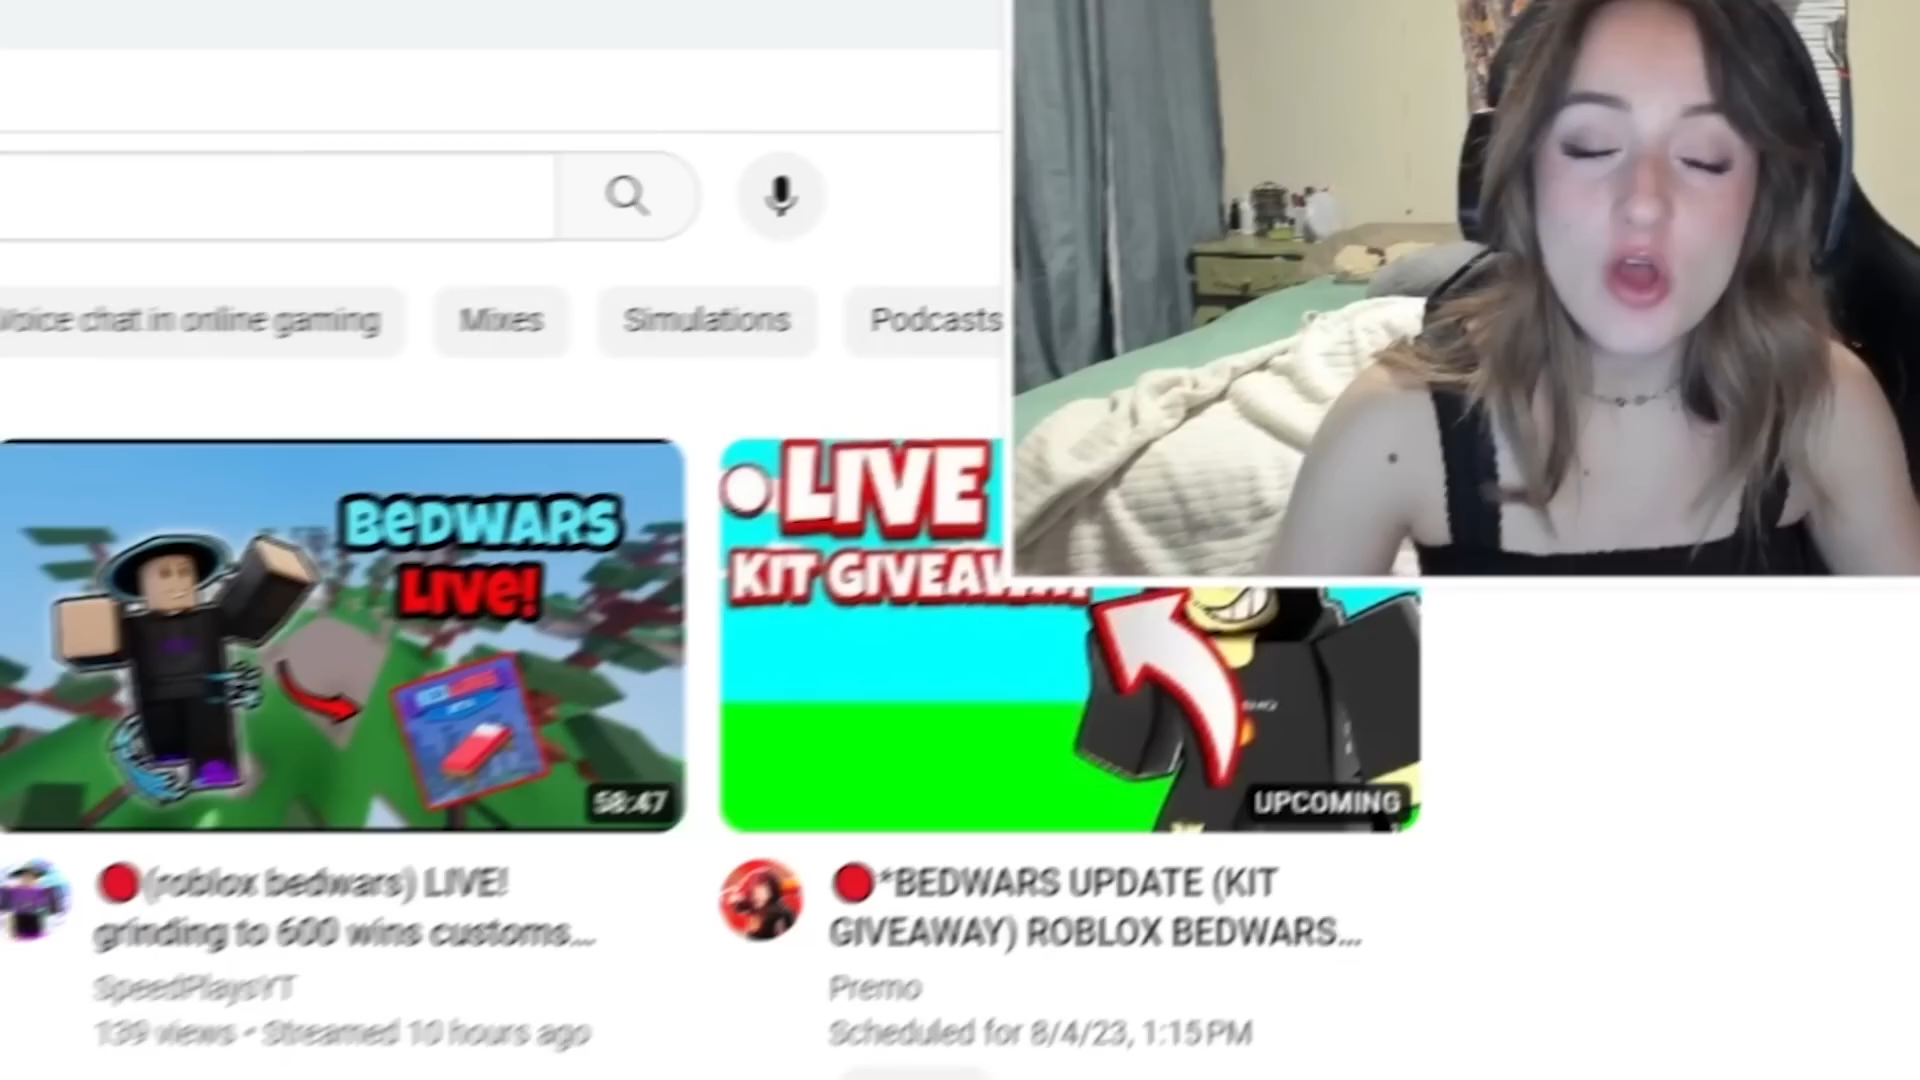 Voice chat in online gaming
Mixes
Simulations
Podcasts
BEDWARS
LIVE!
58:47
LIVE
KIT GIVEAWAY
UPCOMING
🔴(roblox bedwars) LIVE!
grinding to 600 wins customs...
SpeedPlaysYT
139 views • Streamed 10 hours ago
🔴*BEDWARS UPDATE (KIT
GIVEAWAY) ROBLOX BEDWARS...
Premo
Scheduled for 8/4/23, 1:15 PM